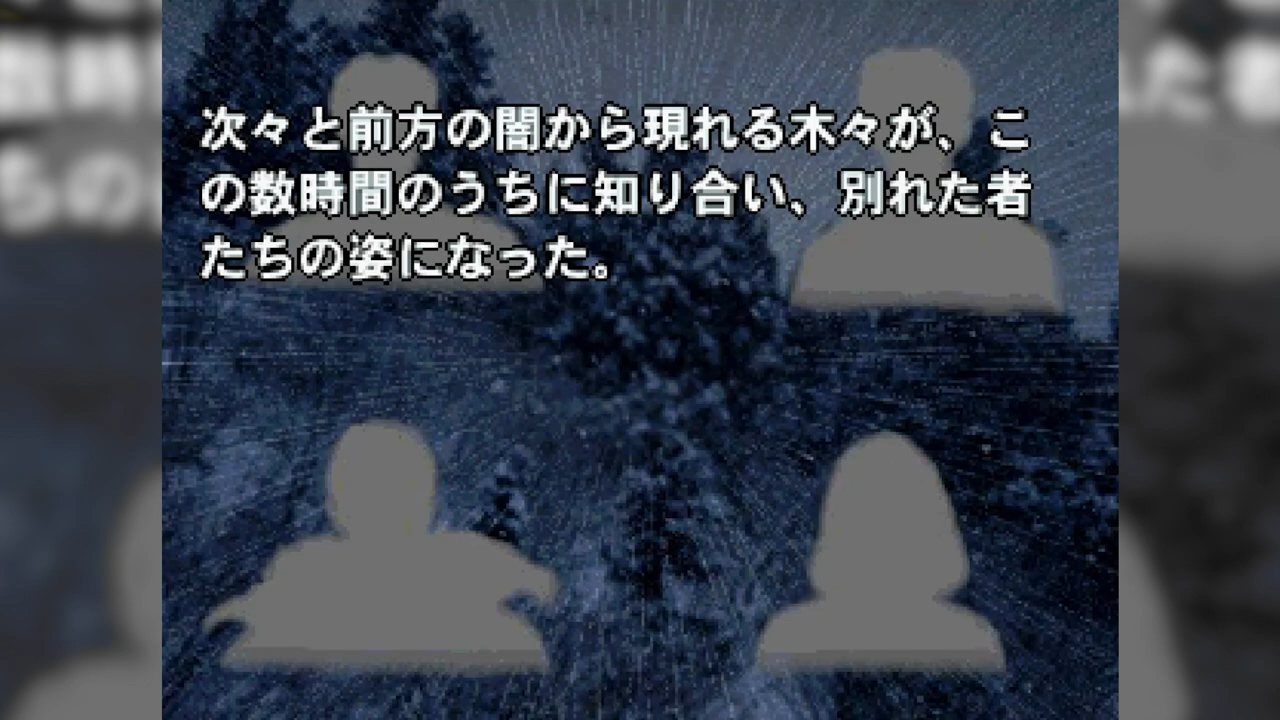 次々と前方の闇から現れる木々が、こ
の数時間のうちに知り合い、別れた者
たちの姿になった。